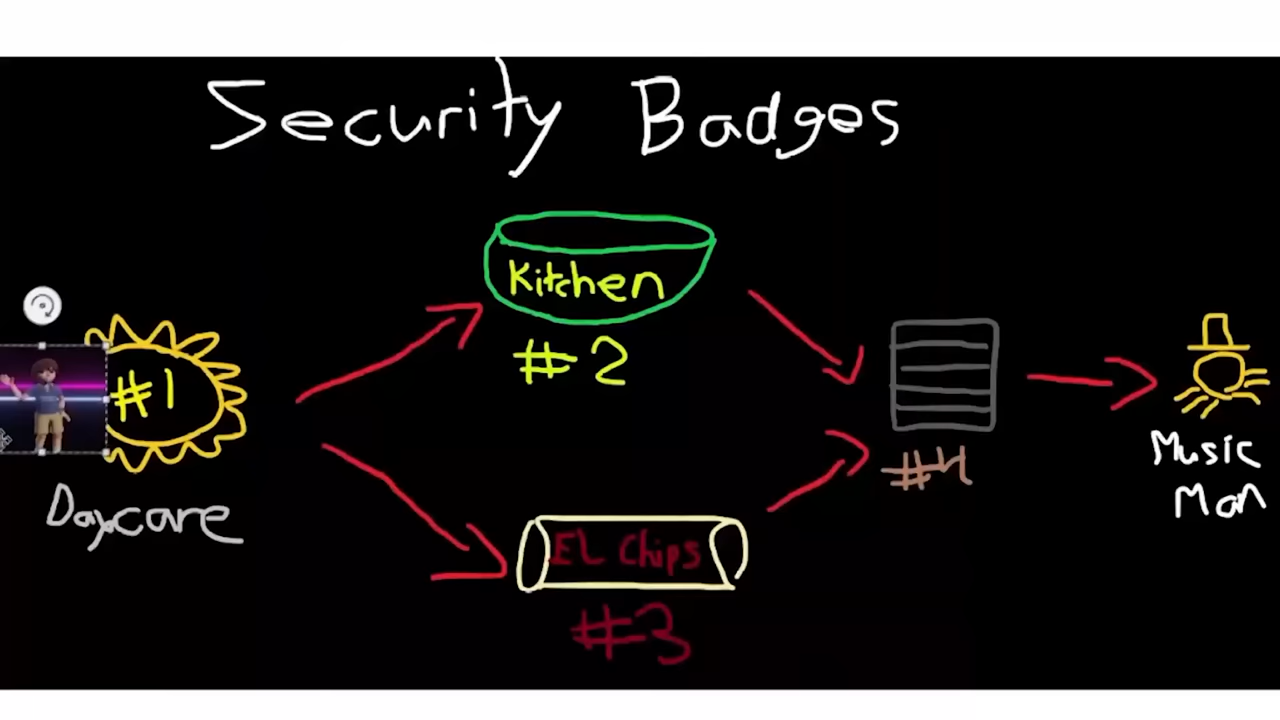 Security Badges
Kitchen
#2
#1
Daycare
#4
Music
Man
EL Chips
#3